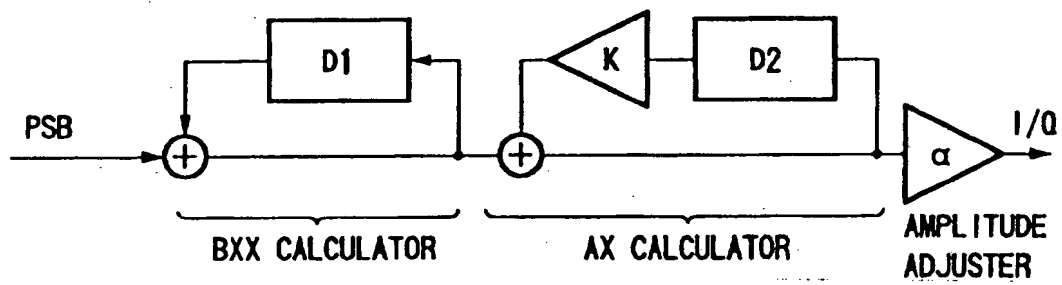 D1
K
D2
PSB
+
+
α
I/Q
BXX CALCULATOR
AX CALCULATOR
AMPLITUDE
ADJUSTER